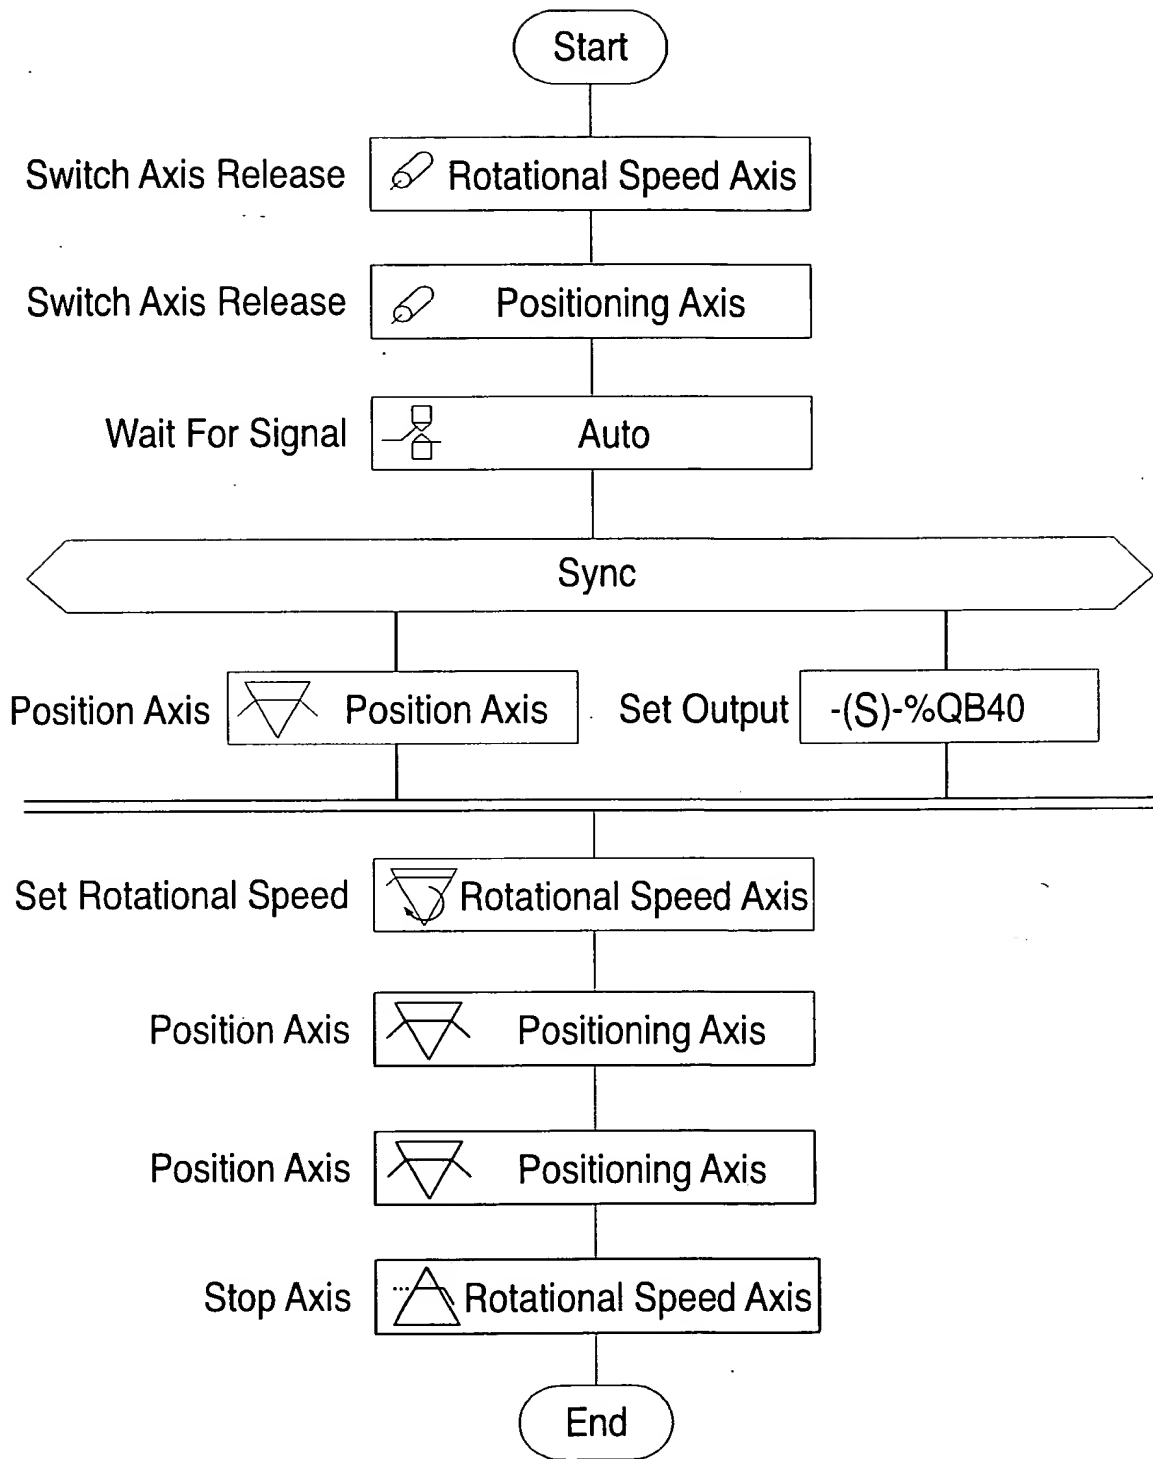 Start
Switch Axis Release Rotational Speed Axis
Switch Axis Release Positioning Axis
Wait For Signal Auto
Sync
Position Axis Position Axis Set Output -(S)-%QB40
Set Rotational Speed Rotational Speed Axis
Position Axis Positioning Axis
Position Axis Positioning Axis
Stop Axis Rotational Speed Axis
End